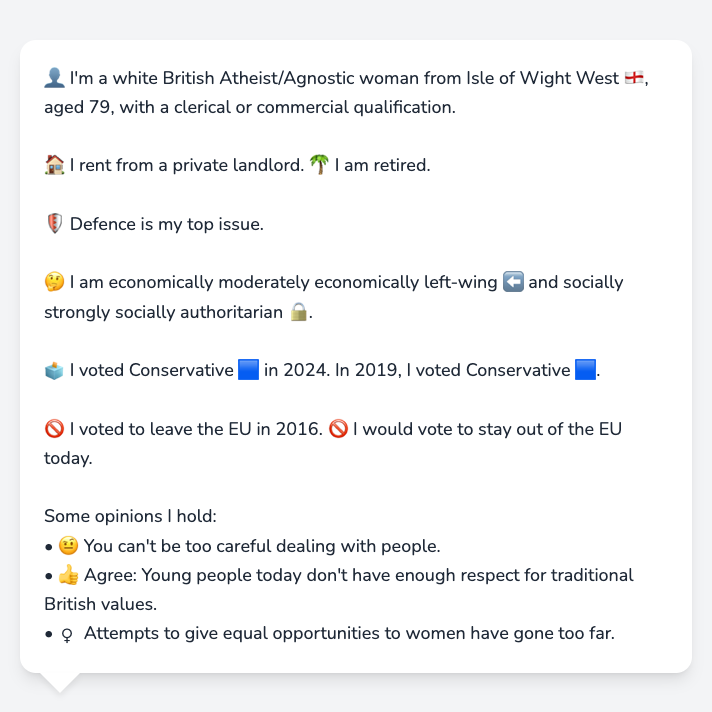 👤 I'm a white British Atheist/Agnostic woman from Isle of Wight West 🏴󠁧󠁢󠁥󠁮󠁧󠁿,
aged 79, with a clerical or commercial qualification.
🏠 I rent from a private landlord. 🌴 I am retired.
🛡️ Defence is my top issue.
🤔 I am economically moderately economically left-wing ⬅️ and socially
strongly socially authoritarian 🔒.
🗳️ I voted Conservative 🟦 in 2024. In 2019, I voted Conservative 🟦.
🚫 I voted to leave the EU in 2016. 🚫 I would vote to stay out of the EU
today.
Some opinions I hold:
• 🤨 You can't be too careful dealing with people.
• 👍 Agree: Young people today don't have enough respect for traditional
British values.
• ♀ Attempts to give equal opportunities to women have gone too far.